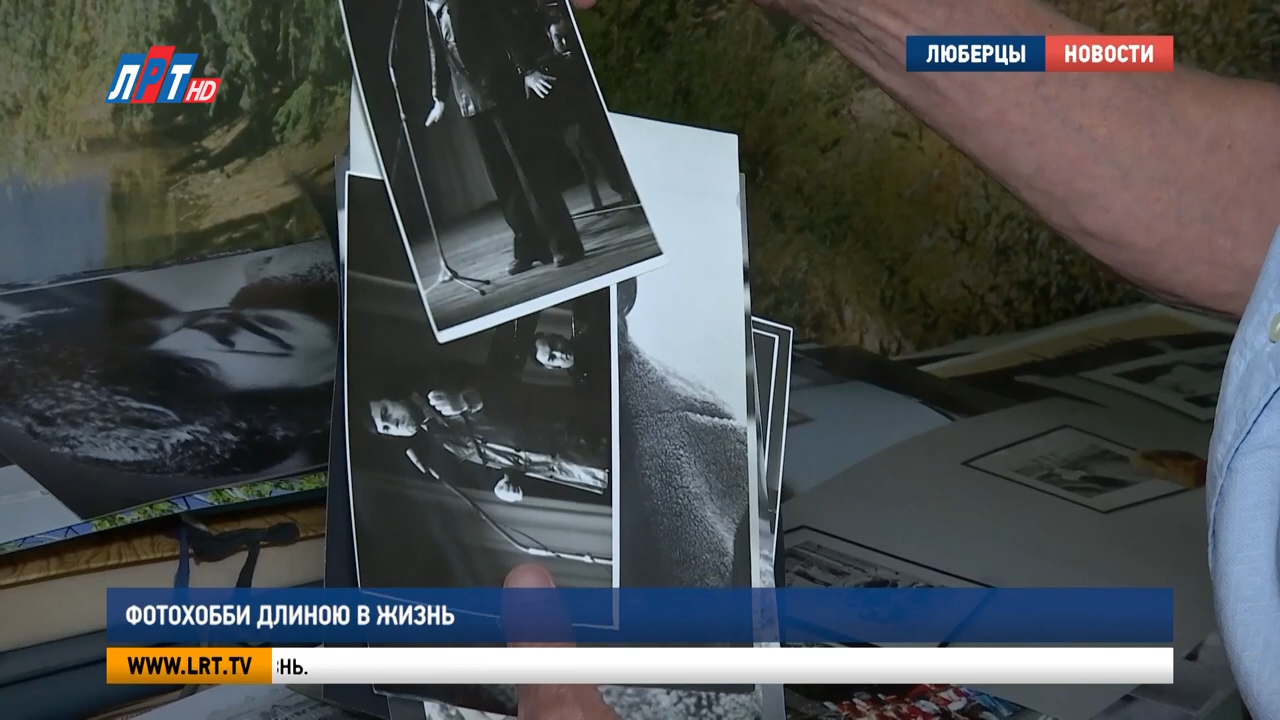 ЛРТ HD
ЛЮБЕРЦЫ НОВОСТИ
ФОТОХОББИ ДЛИНОЮ В ЖИЗНЬ
WWW.LRT.TV
НЬ.